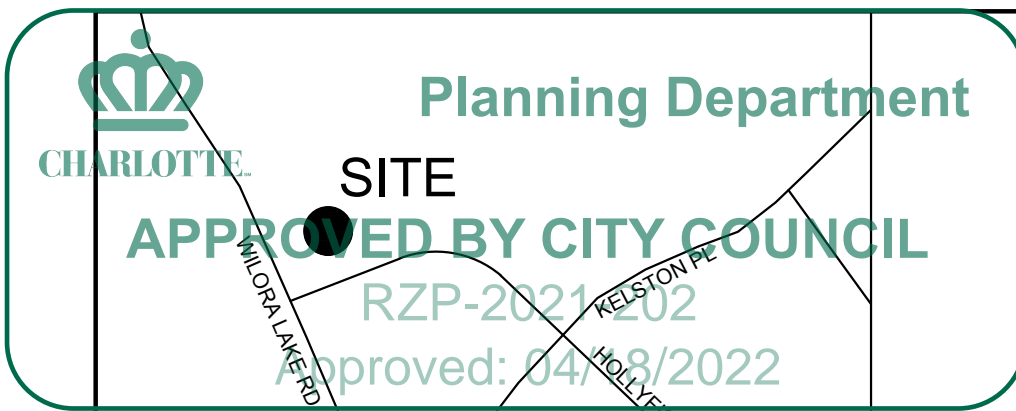 Planning Department
CHARLOTTE
SITE
APPROVED BY CITY COUNCIL
WILORA LAKE RD
KELSTON PL
RZP-2021-202
Approved: 04/18/2022